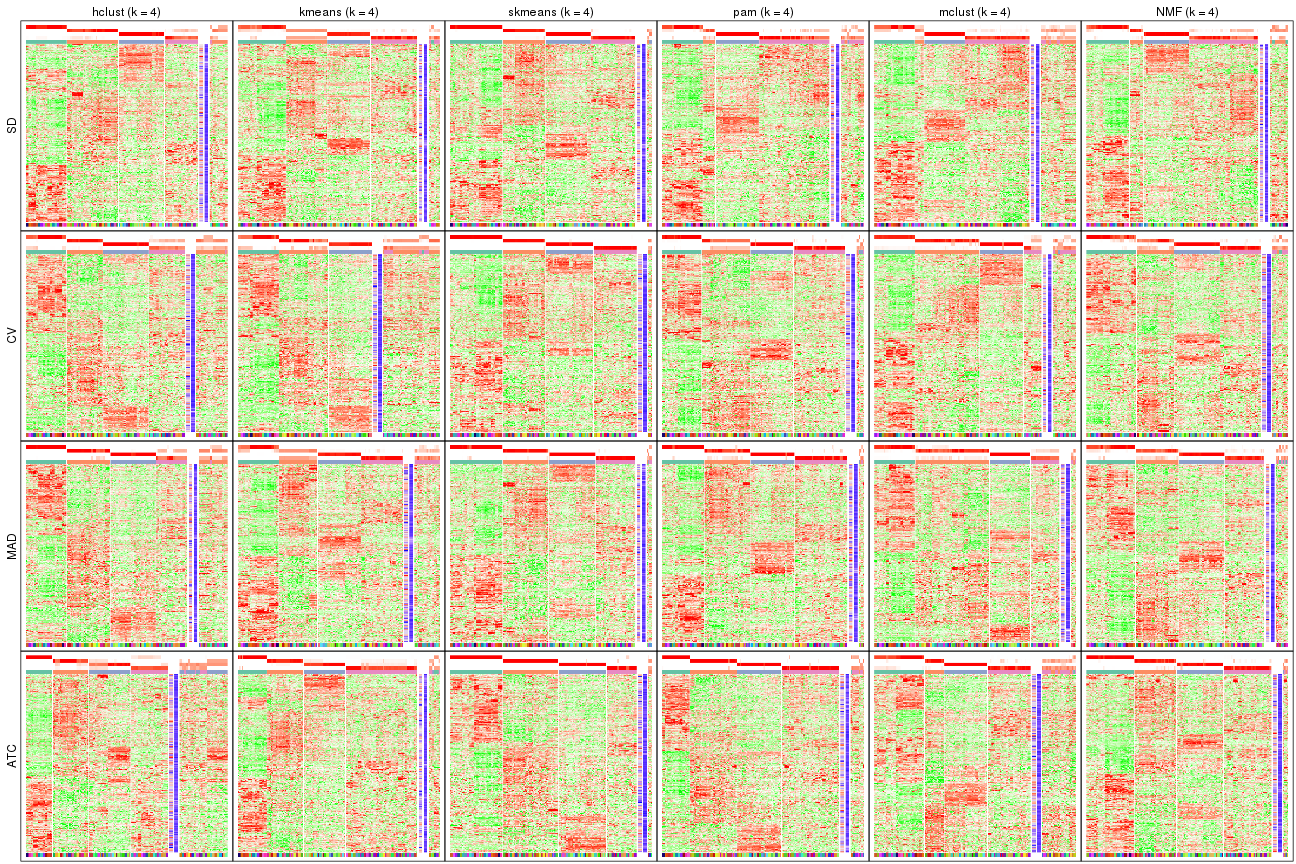 hclust (k = 4) kmeans (k = 4) skmeans (k = 4) pam (k = 4) mclust (k = 4) NMF (k = 4)
SD
CV
MAD
ATC